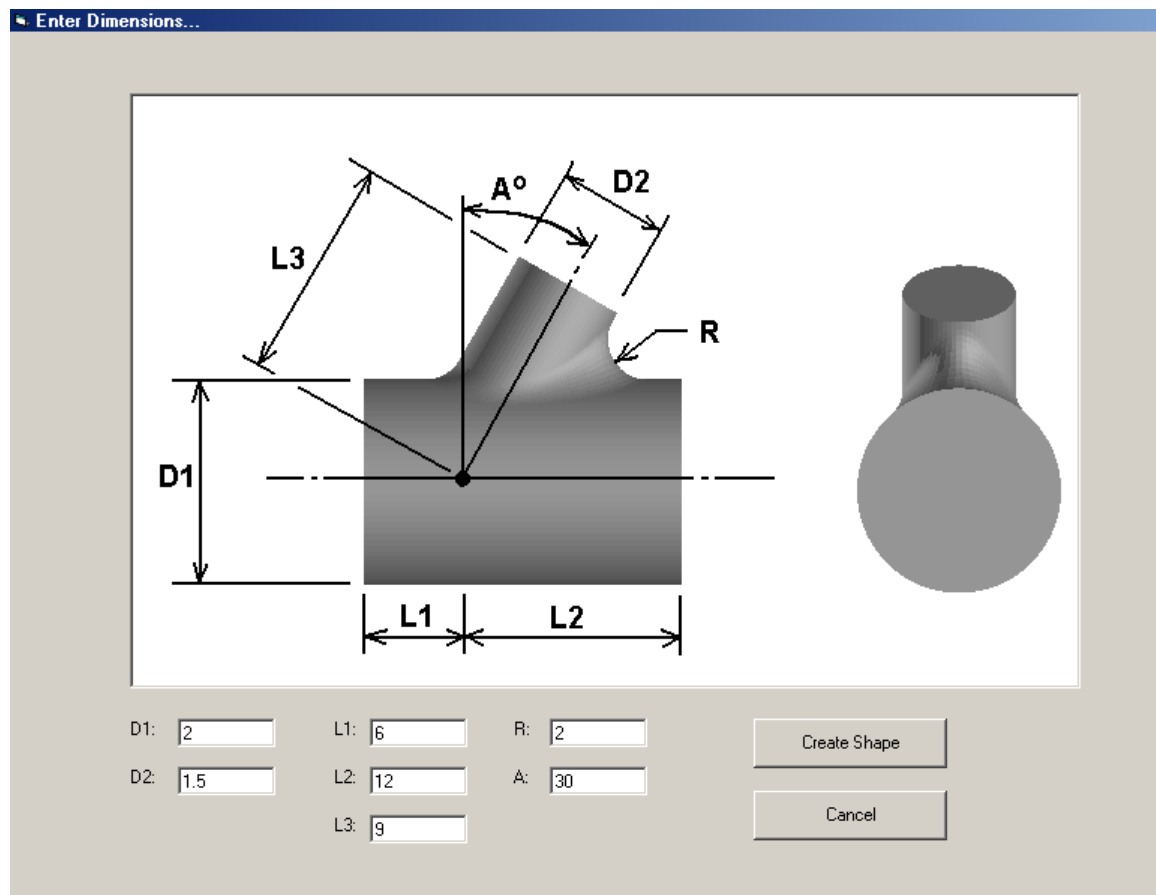 Enter Dimensions...
A° D2
L3
R
D1
L1 L2
D1: 2 L1: 6 R: 2 Create Shape
D2: 1.5 L2: 12 A: 30
L3: 9 Cancel